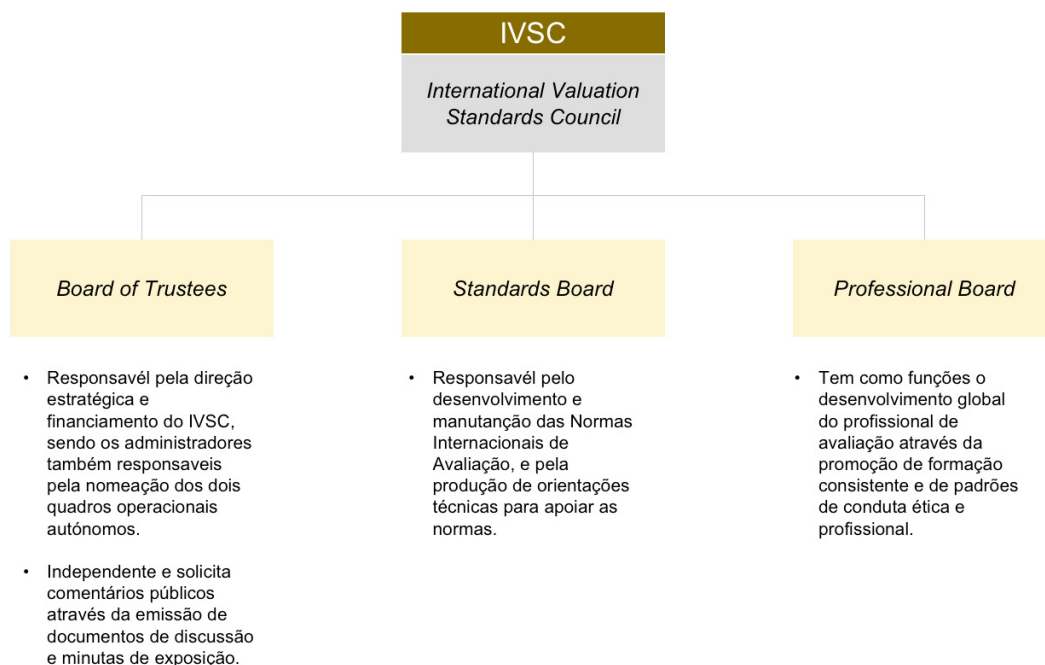 IVSC
International Valuation
Standards Council
Board of Trustees
Standards Board
Professional Board
• Responsavél pela direção
estratégica e
financiamento do IVSC,
sendo os administradores
também responsaveis
pela nomeação dos dois
quadros operacionais
autónomos.
• Independente e solicita
comentários públicos
através da emissão de
documentos de discussão
e minutas de exposição.
• Responsavél pelo
desenvolvimento e
manutanção das Normas
Internacionais de
Avaliação, e pela
produção de orientações
técnicas para apoiar as
normas.
• Tem como funções o
desenvolvimento global
do profissional de
avaliação através da
promoção de formação
consistente e de padrões
de conduta ética e
profissional.